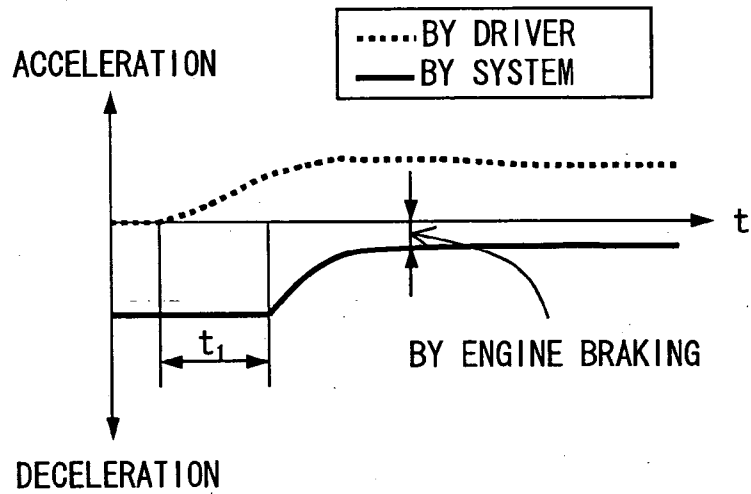 BY DRIVER
BY SYSTEM
ACCELERATION
t
t1
BY ENGINE BRAKING
DECELERATION